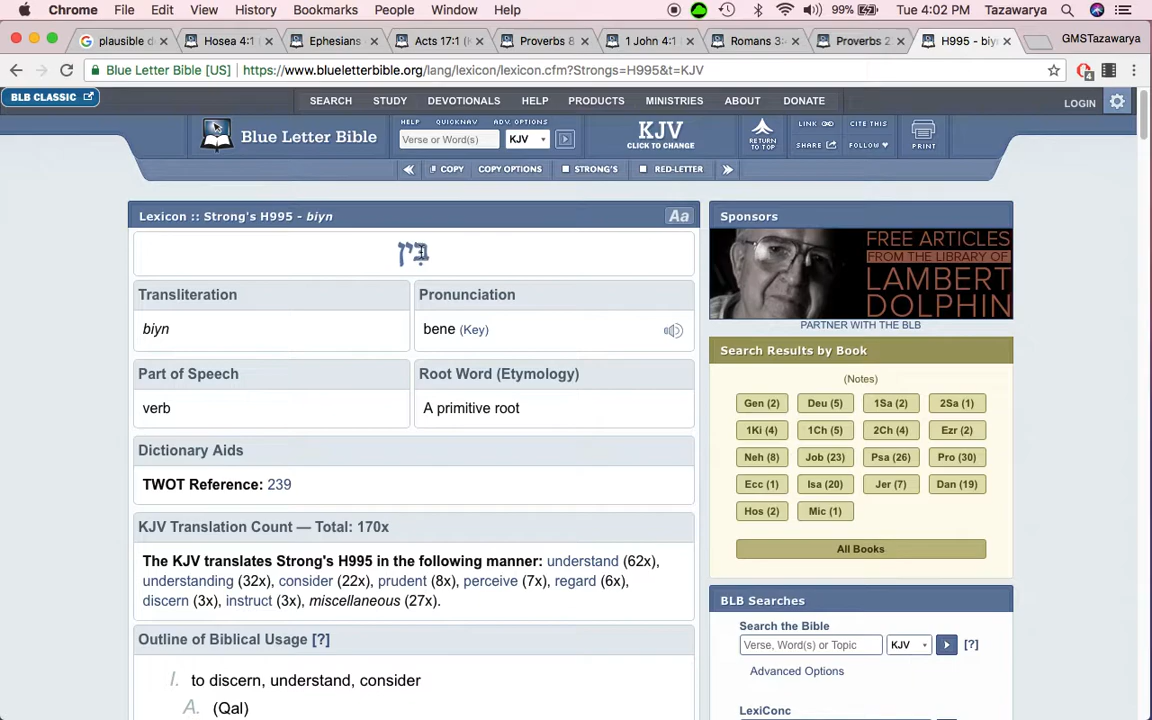 Chrome File Edit View History Bookmarks People Window Help 99% Tue 4:02 PM Tazawarya
plausible d Hosea 4:1 Ephesians Acts 17:1 ( Proverbs 8 1 John 4:1 Romans 3: Proverbs 2 H995 - biy GMSTazawarya
Blue Letter Bible [US] https://www.blueletterbible.org/lang/lexicon/lexicon.cfm?Strongs=H995&t=KJV 4
BLB CLASSIC
SEARCH STUDY DEVOTIONALS HELP PRODUCTS MINISTRIES ABOUT DONATE LOGIN
Blue Letter Bible
HELP QUICKNAV ADV. OPTIONS
Verse or Word(s) KJV
KJV
CLICK TO CHANGE
RETURN
TO TOP
LINK CITE THIS
SHARE FOLLOW
PRINT
COPY COPY OPTIONS STRONG'S RED-LETTER
Lexicon :: Strong's H995 - biyn Aa
בִּין
Transliteration
biyn
Pronunciation
bene (Key)
Part of Speech
verb
Root Word (Etymology)
A primitive root
Dictionary Aids
TWOT Reference: 239
KJV Translation Count — Total: 170x
The KJV translates Strong's H995 in the following manner: understand (62x),
understanding (32x), consider (22x), prudent (8x), perceive (7x), regard (6x),
discern (3x), instruct (3x), miscellaneous (27x).
Outline of Biblical Usage [?]
I. to discern, understand, consider
A. (Qal)
Sponsors
FREE ARTICLES
FROM THE LIBRARY OF
LAMBERT
DOLPHIN
PARTNER WITH THE BLB
Search Results by Book
(Notes)
Gen (2) Deu (5) 1Sa (2) 2Sa (1)
1Ki (4) 1Ch (5) 2Ch (4) Ezr (2)
Neh (8) Job (23) Psa (26) Pro (30)
Ecc (1) Isa (20) Jer (7) Dan (19)
Hos (2) Mic (1)
All Books
BLB Searches
Search the Bible
Verse, Word(s) or Topic KJV [?]
Advanced Options
LexiConc